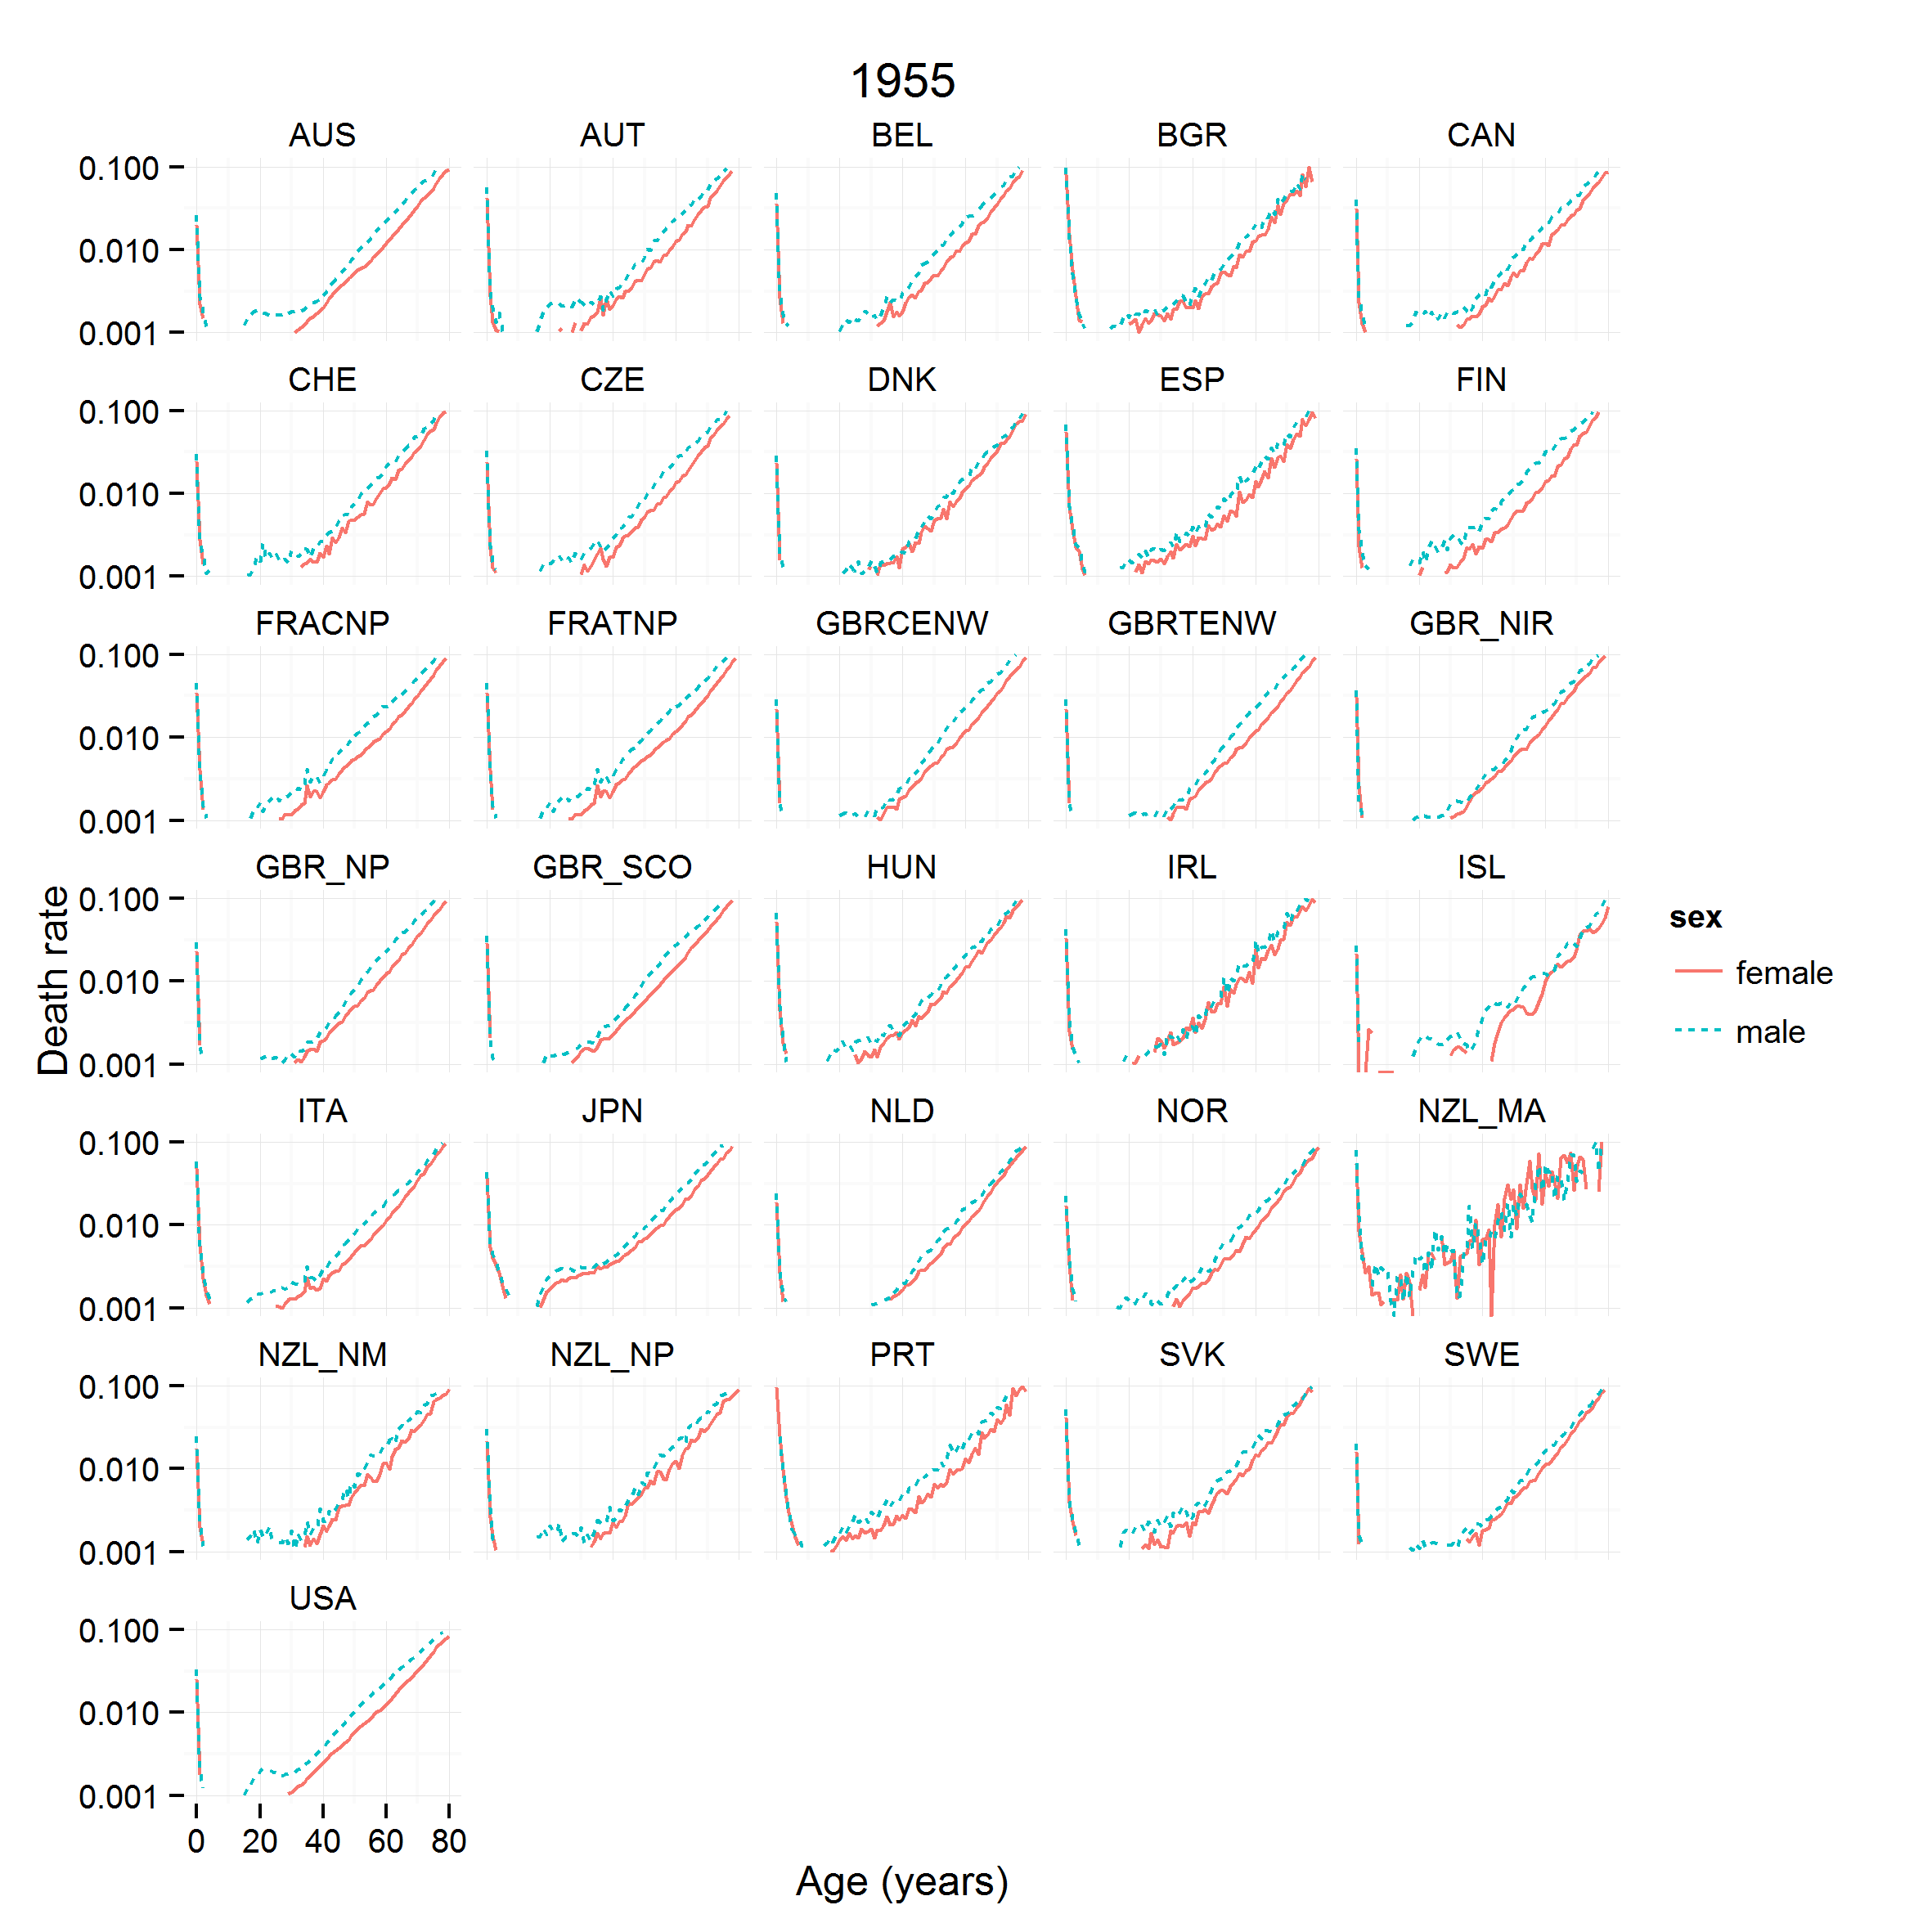 1955
AUS AUT BEL BGR CAN
0.100
0.010
0.001
CHE CZE DNK ESP FIN
0.100
0.010
0.001
FRACNP FRATNP GBRCENW GBRTENW GBR_NIR
0.100
0.010
0.001
GBR_NP GBR_SCO HUN IRL ISL
0.100
0.010
0.001
Death rate
sex
female
male
ITA JPN NLD NOR NZL_MA
0.100
0.010
0.001
NZL_NM NZL_NP PRT SVK SWE
0.100
0.010
0.001
USA
0.100
0.010
0.001
0 20 40 60 80
Age (years)